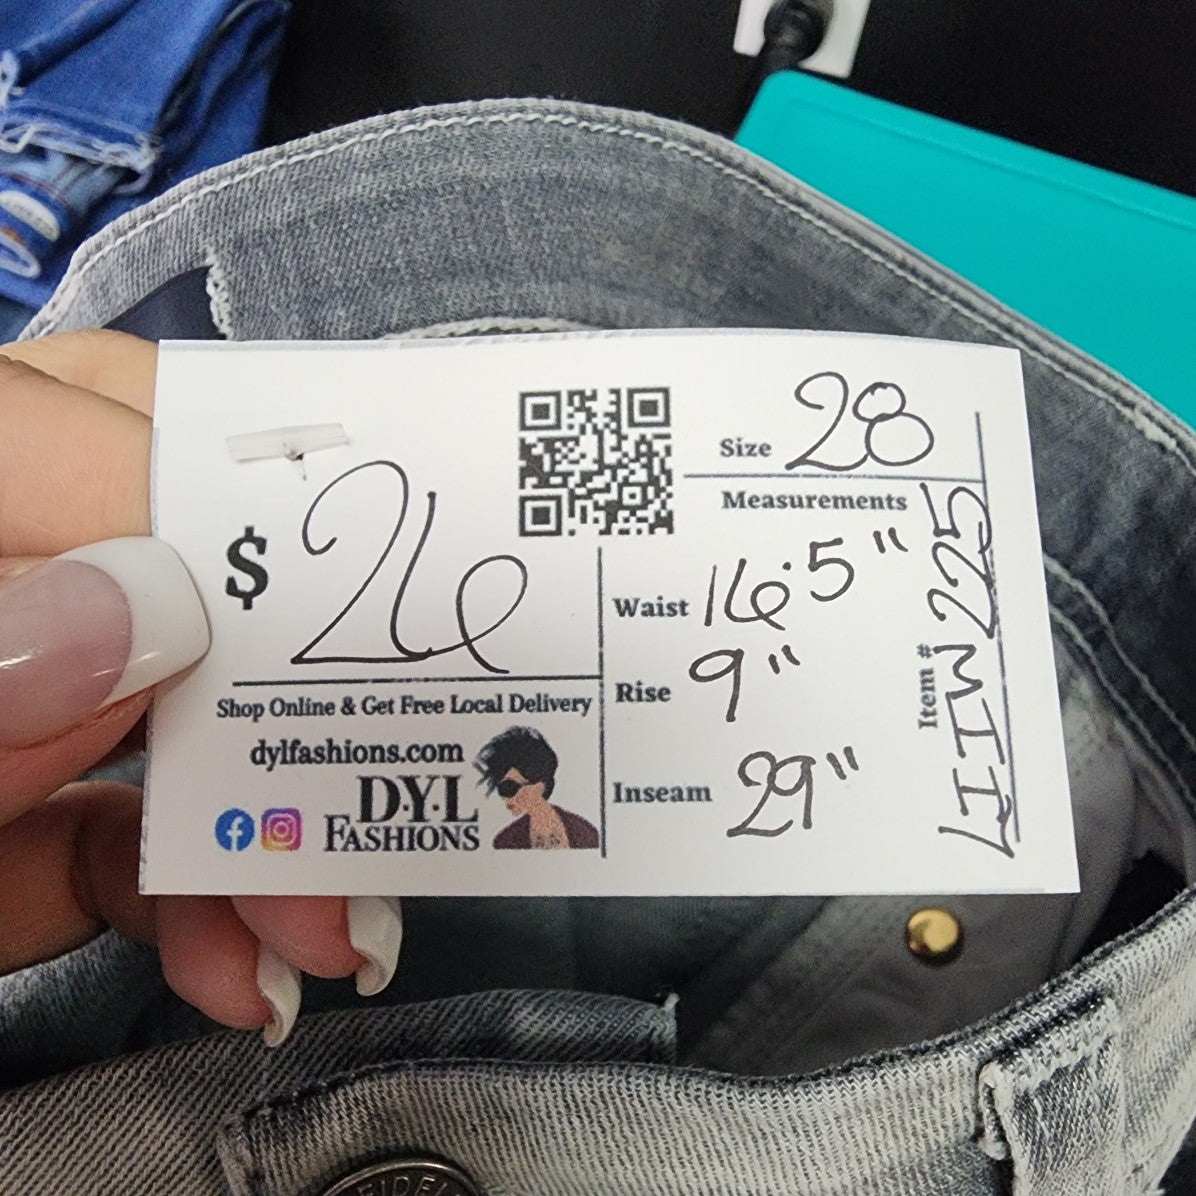 $ 26
Shop Online & Get Free Local Delivery
dylfashions.com
D·Y·L
FASHIONS
Size 28
Measurements
Waist 16.5"
Rise 9"
Inseam 29"
Item #